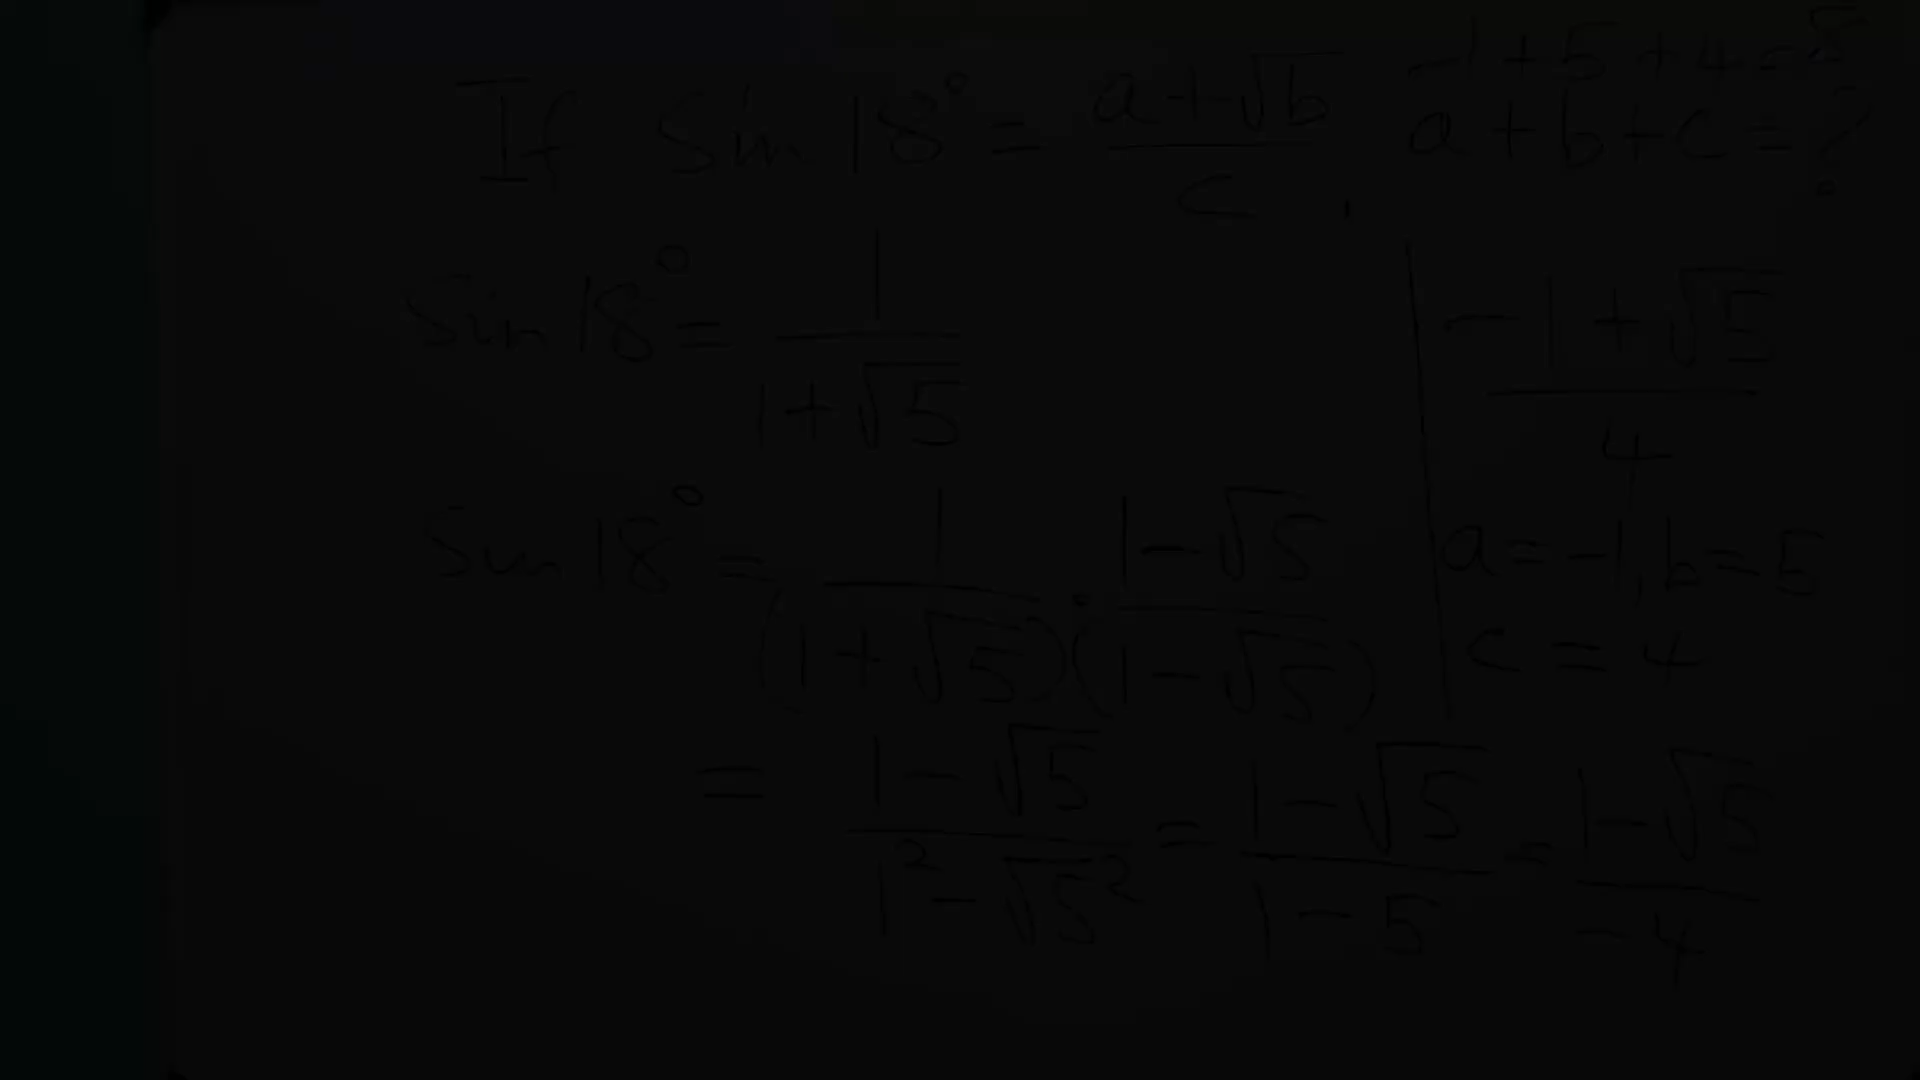 -1+5+4=8
If Sin 18° = (a+√b)/c . a+b+c=?
Sin 18° = 1/(1+√5)
(-1+√5)/4
Sin 18° = 1/(1+√5) · (1-√5)/(1-√5)
a=-1, b=5
c=4
= (1-√5)/(1²-√5²) = (1-√5)/(1-5) = (1-√5)/-4